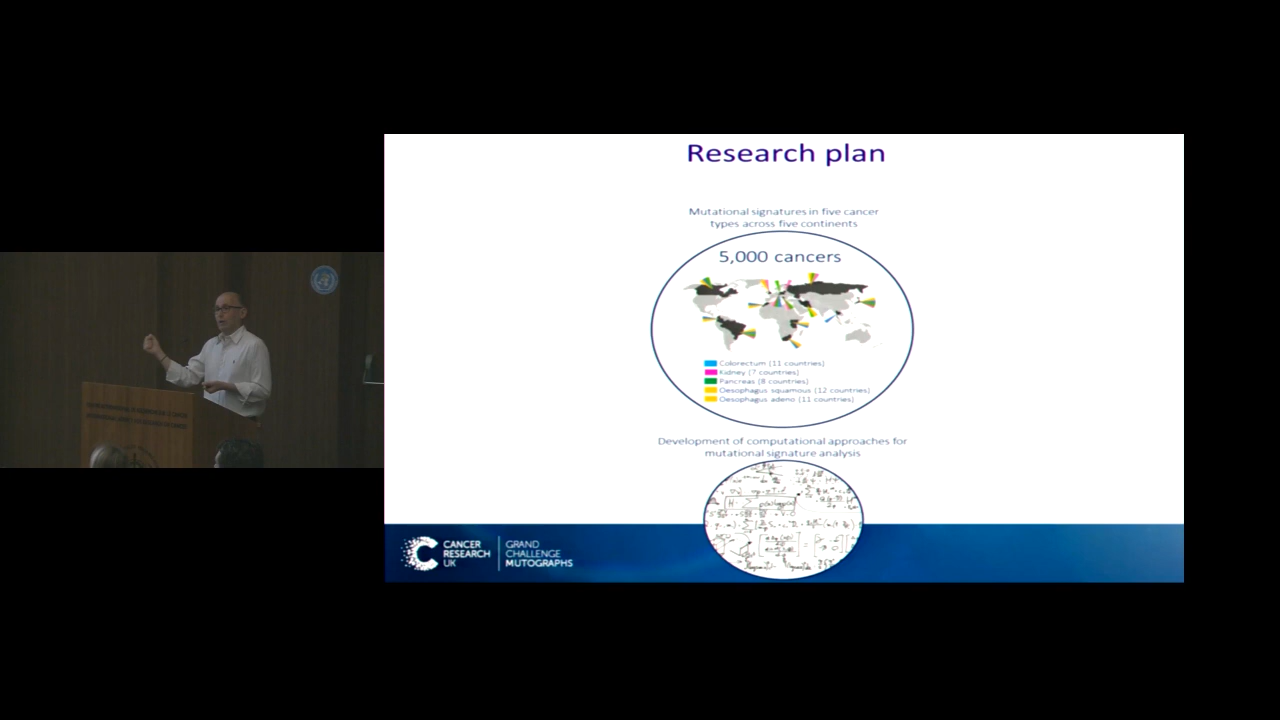 Research plan
Mutational signatures in five cancer
types across five continents
5,000 cancers
Colorectum (11 countries)
Kidney (7 countries)
Pancreas (8 countries)
Oesophagus squamous (12 countries)
Oesophagus adeno (11 countries)
Development of computational approaches for
mutational signature analysis
CANCER
RESEARCH
UK
GRAND
CHALLENGE
MUTOGRAPHS